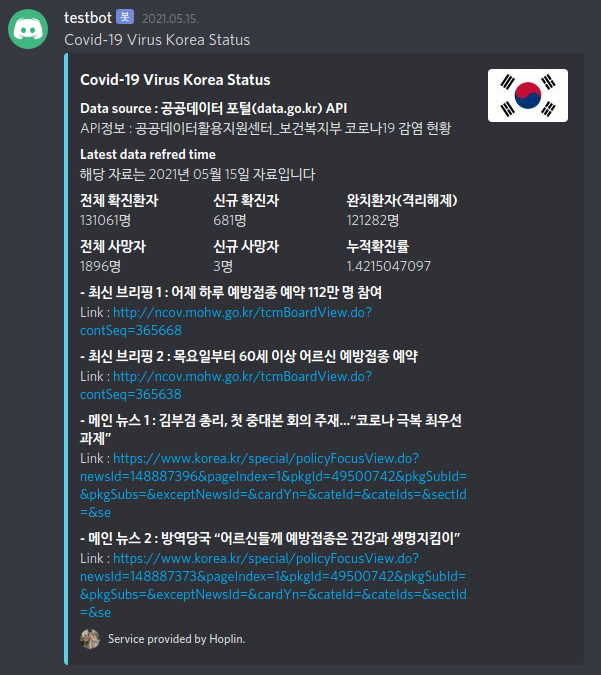 testbot 봇 2021.05.15.
Covid-19 Virus Korea Status
Covid-19 Virus Korea Status
Data source : 공공데이터 포털(data.go.kr) API
API정보 : 공공데이터활용지원센터_보건복지부 코로나19 감염 현황
Latest data refred time
해당 자료는 2021년 05월 15일 자료입니다
전체 확진환자 신규 확진자 완치환자(격리해제)
131061명 681명 121282명
전체 사망자 신규 사망자 누적확진률
1896명 3명 1.4215047097
- 최신 브리핑 1 : 어제 하루 예방접종 예약 112만 명 참여
Link : http://ncov.mohw.go.kr/tcmBoardView.do?
contSeq=365668
- 최신 브리핑 2 : 목요일부터 60세 이상 어르신 예방접종 예약
Link : http://ncov.mohw.go.kr/tcmBoardView.do?
contSeq=365638
- 메인 뉴스 1 : 김부겸 총리, 첫 중대본 회의 주재…“코로나 극복 최우선
과제”
Link : https://www.korea.kr/special/policyFocusView.do?
newsId=148887396&pageIndex=1&pkgId=49500742&pkgSubId=
&pkgSubs=&exceptNewsId=&cardYn=&cateId=&cateIds=&sectId
=&se
- 메인 뉴스 2 : 방역당국 “어르신들께 예방접종은 건강과 생명지킴이”
Link : https://www.korea.kr/special/policyFocusView.do?
newsId=148887373&pageIndex=1&pkgId=49500742&pkgSubId=
&pkgSubs=&exceptNewsId=&cardYn=&cateId=&cateIds=&sectId
=&se
Service provided by Hoplin.